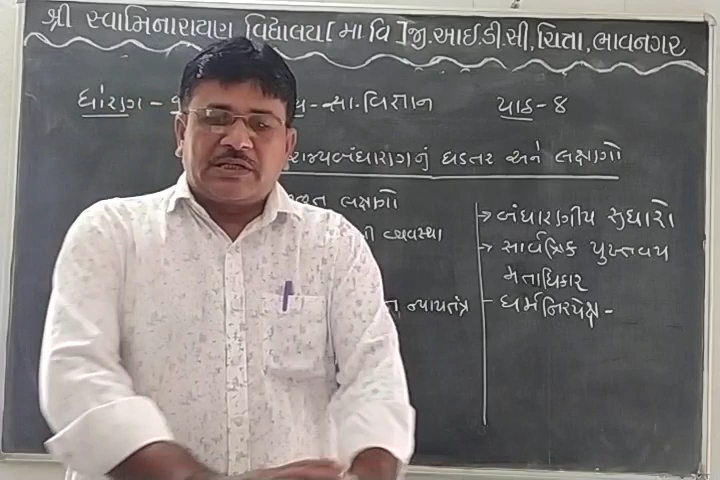 શ્રી સ્વામિનારાયણ વિદ્યાલય [ મા વિ ] જી.આઈ.ડી.સી, ચિત્રા, ભાવનગર
ધોરણ - સા.વિજ્ઞાન પાઠ - ૪
રાજ્યબંધારણનું ઘડતર અને લક્ષણો
લક્ષણો
વ્યવસ્થા
ન્યાયતંત્ર
→ બંધારણીય સુધારો
→ સાર્વત્રિક પુખ્તવય
મતાધિકાર
- ધર્મનિરપેક્ષ -